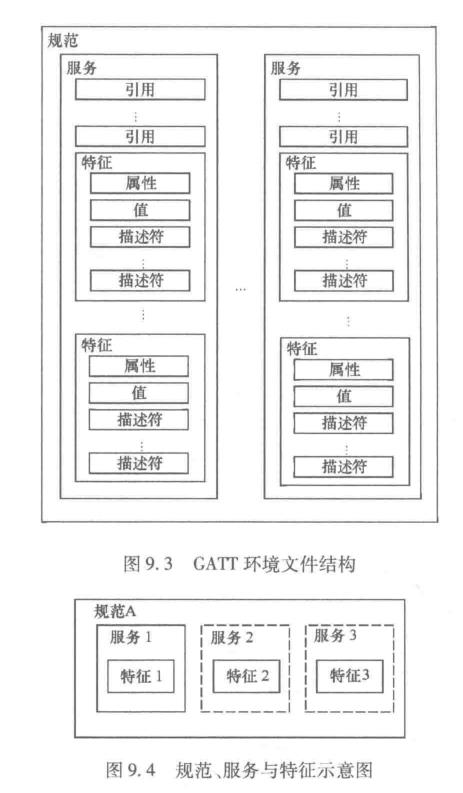 规范
服务
引用
⋮
引用
特征
属性
值
描述符
⋮
描述符
⋮
特征
属性
值
描述符
⋮
描述符
…
服务
引用
⋮
引用
特征
属性
值
描述符
⋮
描述符
⋮
特征
属性
值
描述符
⋮
描述符
图9.3 GATT环境文件结构
规范A
服务1
特征1
服务2
特征2
服务3
特征3
图9.4 规范、服务与特征示意图